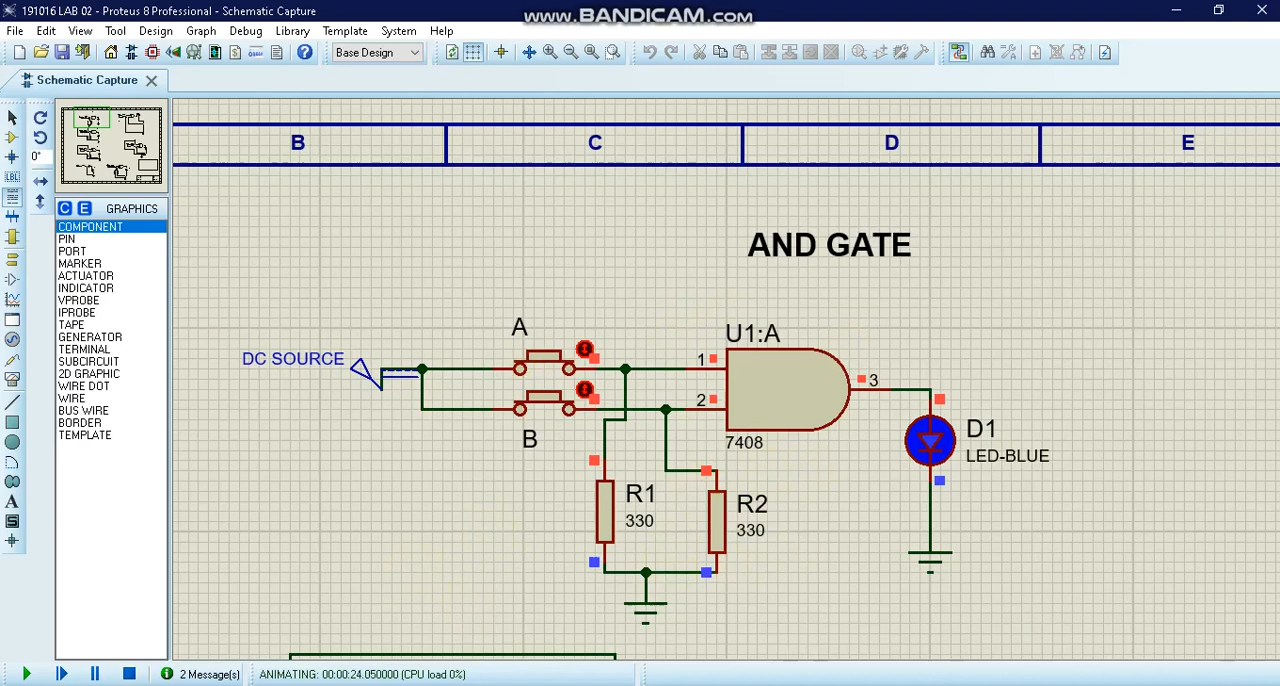 191016 LAB 02 - Proteus 8 Professional - Schematic Capture
www.BANDICAM.com
File Edit View Tool Design Graph Debug Library Template System Help
Base Design
Schematic Capture
0°
LBL
C E GRAPHICS
COMPONENT
PIN
PORT
MARKER
ACTUATOR
INDICATOR
VPROBE
IPROBE
TAPE
GENERATOR
TERMINAL
SUBCIRCUIT
2D GRAPHIC
WIRE DOT
WIRE
BUS WIRE
BORDER
TEMPLATE
A
S
B C D E
AND GATE
A
U1:A
DC SOURCE
1
2
3
B
7408
D1
LED-BLUE
R1
330
R2
330
2 Message(s)
ANIMATING: 00:00:24.050000 (CPU load 0%)